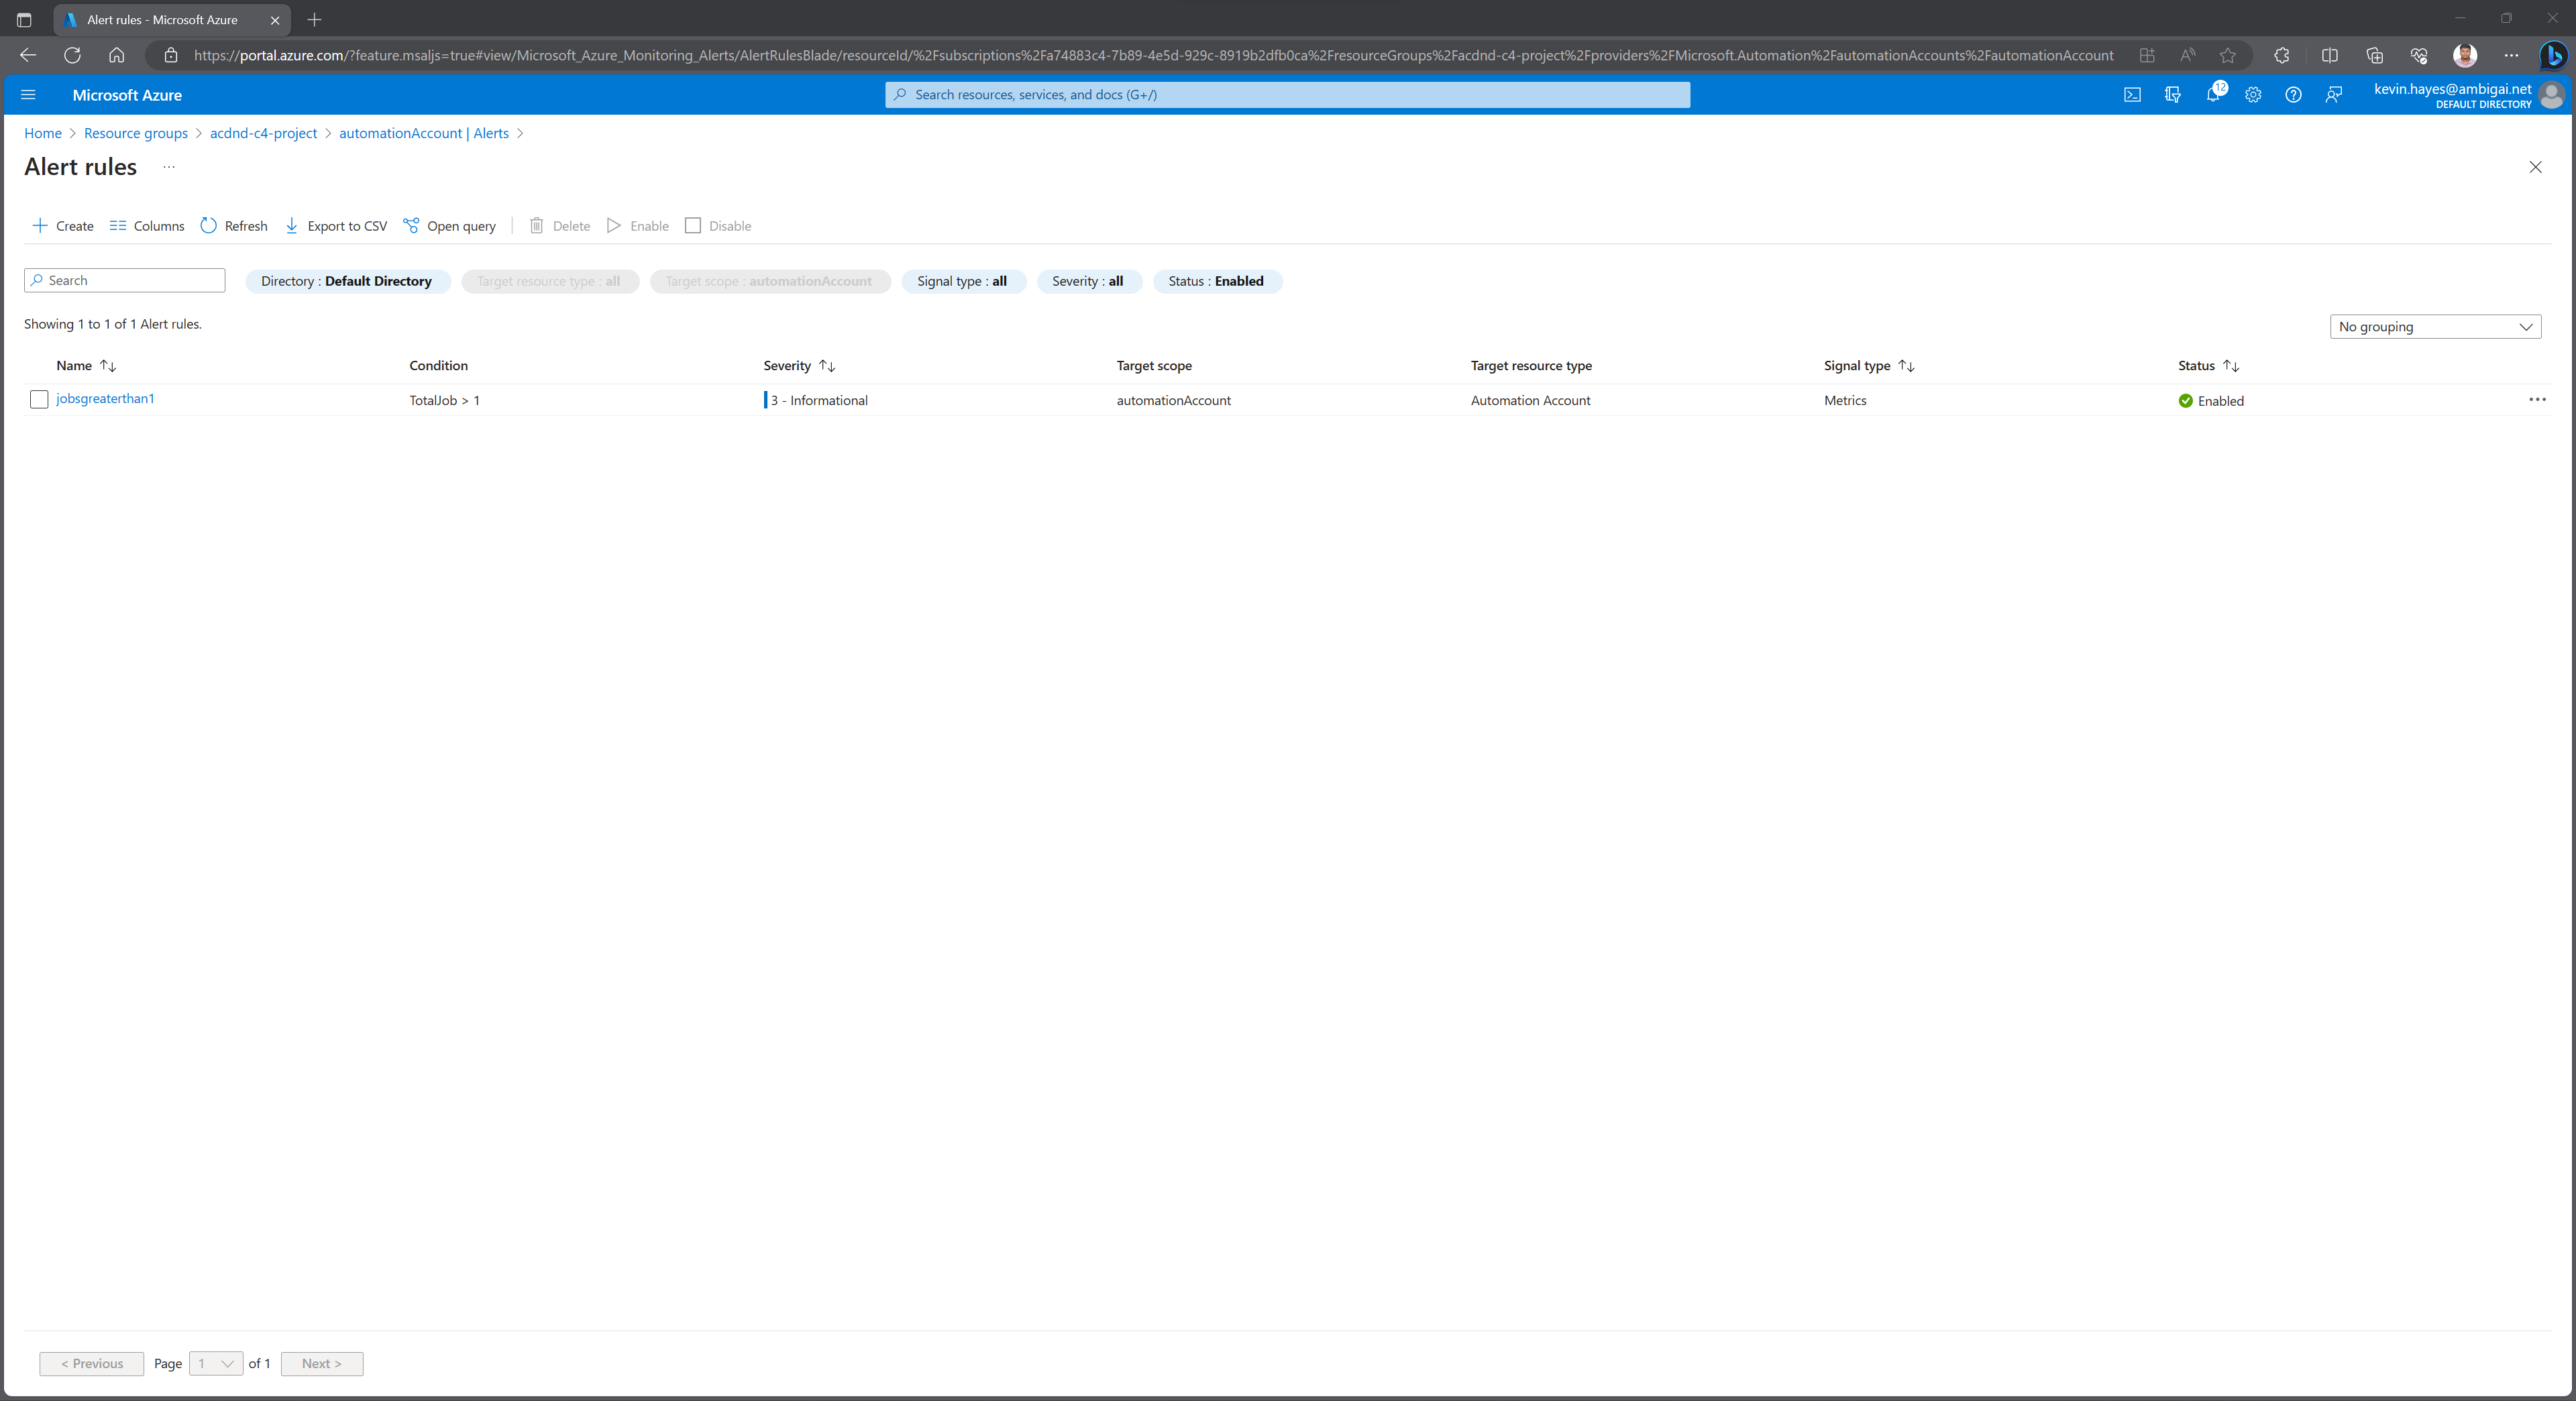 Alert rules - Microsoft Azure
https://portal.azure.com/?feature.msaljs=true#view/Microsoft_Azure_Monitoring_Alerts/AlertRulesBlade/resourceId/%2Fsubscriptions%2Fa74883c4-7b89-4e5d-929c-8919b2dfb0ca%2FresourceGroups%2Facdnd-c4-project%2Fproviders%2FMicrosoft.Automation%2FautomationAccounts%2FautomationAccount
Microsoft Azure
Search resources, services, and docs (G+/)
12
kevin.hayes@ambigai.net
DEFAULT DIRECTORY
Home > Resource groups > acdnd-c4-project > automationAccount | Alerts >
Alert rules ...
Create Columns Refresh Export to CSV Open query Delete Enable Disable
Search Directory : Default Directory Target resource type : all Target scope : automationAccount Signal type : all Severity : all Status : Enabled
Showing 1 to 1 of 1 Alert rules.
No grouping
Name Condition Severity Target scope Target resource type Signal type Status
jobsgreaterthan1 TotalJob > 1 3 - Informational automationAccount Automation Account Metrics Enabled
< Previous Page 1 of 1 Next >